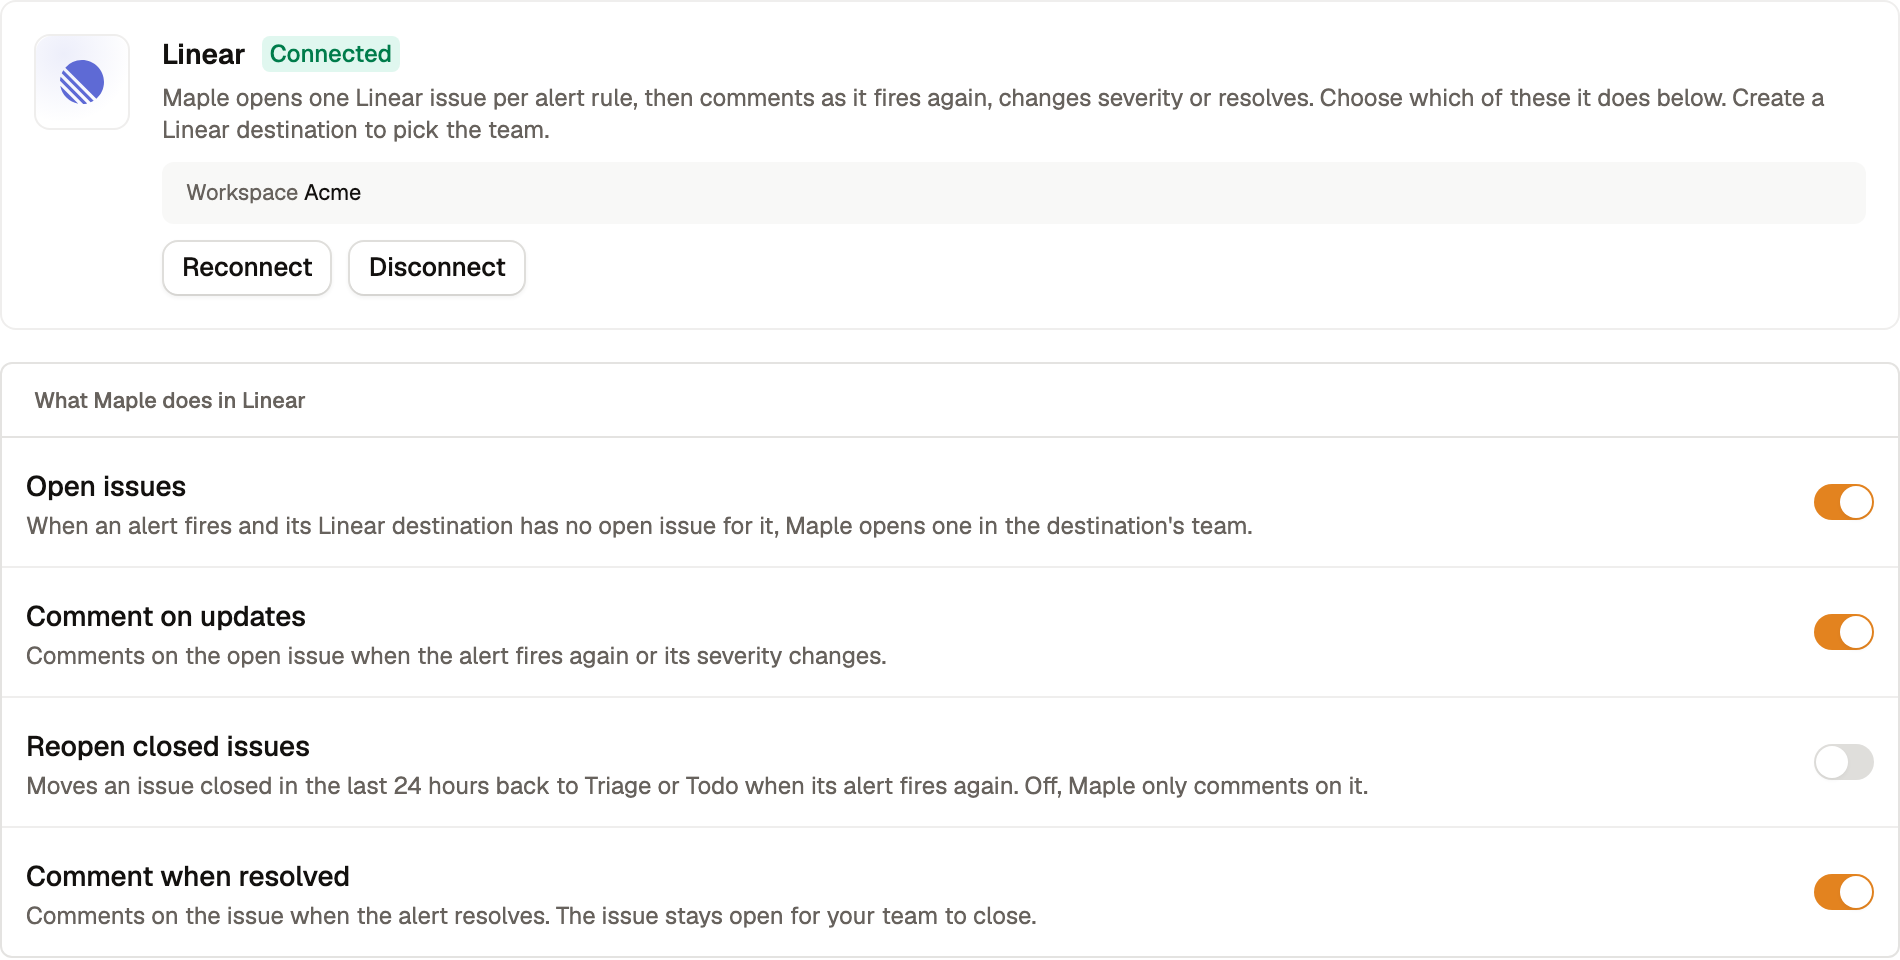 Linear Connected
Maple opens one Linear issue per alert rule, then comments as it fires again, changes severity or resolves. Choose which of these it does below. Create a
Linear destination to pick the team.
Workspace Acme
Reconnect Disconnect
What Maple does in Linear
Open issues
When an alert fires and its Linear destination has no open issue for it, Maple opens one in the destination's team.
Comment on updates
Comments on the open issue when the alert fires again or its severity changes.
Reopen closed issues
Moves an issue closed in the last 24 hours back to Triage or Todo when its alert fires again. Off, Maple only comments on it.
Comment when resolved
Comments on the issue when the alert resolves. The issue stays open for your team to close.